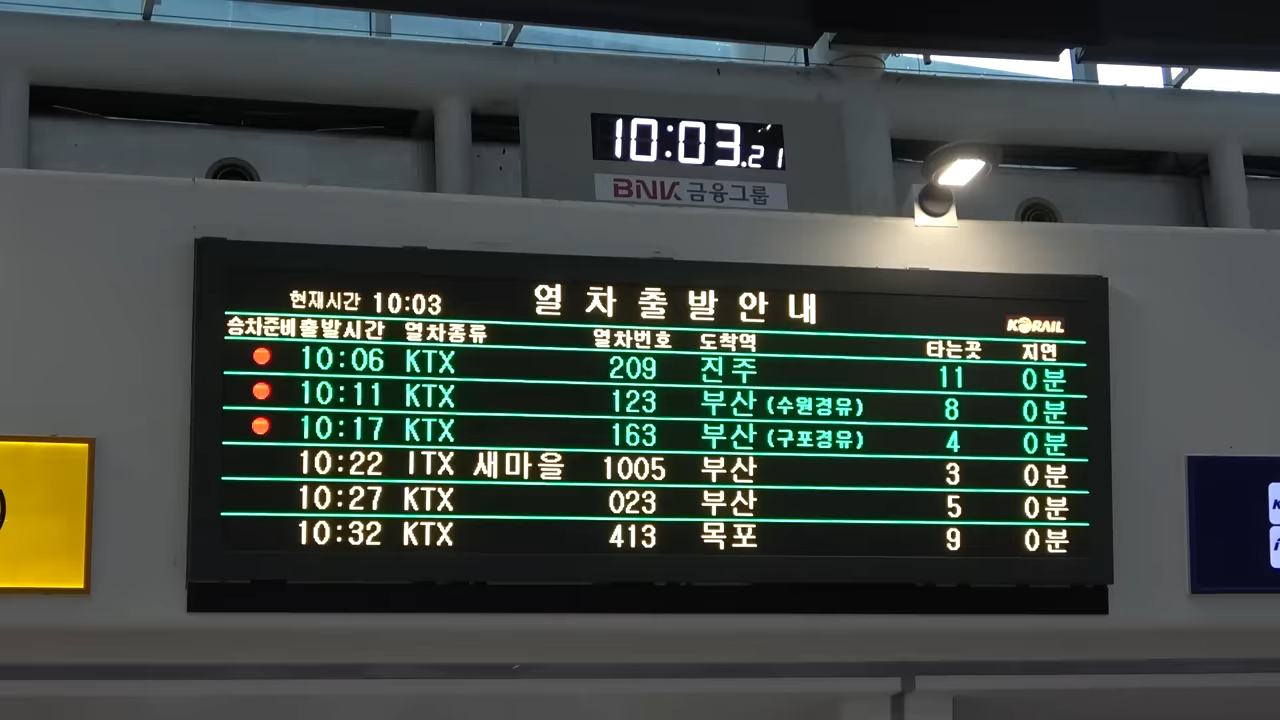 10:03.21
BNK 금융그룹
현재시간 10:03 열차출발안내 KORAIL
승차준비 출발시간 열차종류 열차번호 도착역 타는곳 지연
10:06 KTX 209 진주 11 0분
10:11 KTX 123 부산 (수원경유) 8 0분
10:17 KTX 163 부산 (구포경유) 4 0분
10:22 ITX 새마을 1005 부산 3 0분
10:27 KTX 023 부산 5 0분
10:32 KTX 413 목포 9 0분